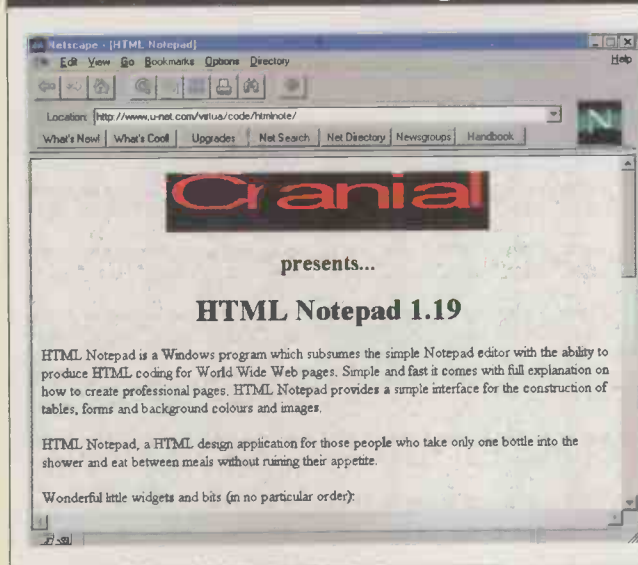 Netscape - [HTML Notepad]
Edit View Go Bookmarks Options Directory Help
Location: http://www.u-net.com/virtua/code/htmlnote/
N
What's New! What's Cool! Upgrades Net Search Net Directory Newsgroups Handbook
Cranial
presents...
HTML Notepad 1.19
HTML Notepad is a Windows program which subsumes the simple Notepad editor with the ability to
produce HTML coding for World Wide Web pages. Simple and fast it comes with full explanation on
how to create professional pages. HTML Notepad provides a simple interface for the construction of
tables, forms and background colours and images.
HTML Notepad, a HTML design application for those people who take only one bottle into the
shower and eat between meals without ruining their appetite.
Wonderful little widgets and bits (in no particular order):